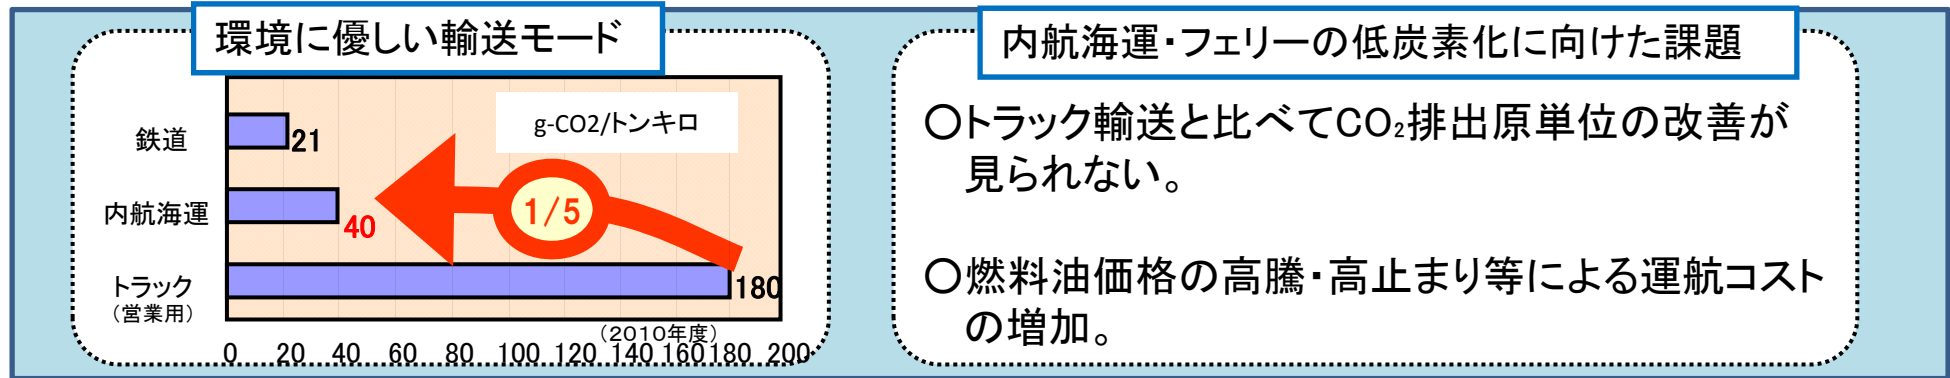 環境に優しい輸送モード
g-CO2/トンキロ
鉄道
21
内航海運
40
1/5
トラック
(営業用)
180
(2010年度)
0 20 40 60 80 100 120 140 160 180 200
内航海運・フェリーの低炭素化に向けた課題
○トラック輸送と比べてCO₂排出原単位の改善が
見られない。
○燃料油価格の高騰・高止まり等による運航コスト
の増加。